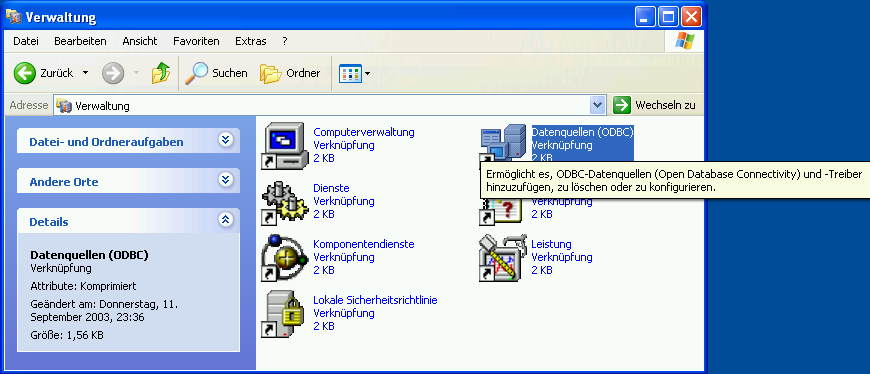 Verwaltung
Datei Bearbeiten Ansicht Favoriten Extras ?
Zurück Suchen Ordner
Adresse Verwaltung Wechseln zu
Datei- und Ordneraufgaben
Andere Orte
Details
Datenquellen (ODBC)
Verknüpfung
Attribute: Komprimiert
Geändert am: Donnerstag, 11.
September 2003, 23:36
Größe: 1,56 KB
Computerverwaltung
Verknüpfung
2 KB
Datenquellen (ODBC)
Verknüpfung
2 KB
Ermöglicht es, ODBC-Datenquellen (Open Database Connectivity) und -Treiber
hinzuzufügen, zu löschen oder zu konfigurieren.
Dienste
Verknüpfung
2 KB
Verknüpfung
2 KB
Komponentendienste
Verknüpfung
2 KB
Leistung
Verknüpfung
2 KB
Lokale Sicherheitsrichtlinie
Verknüpfung
2 KB